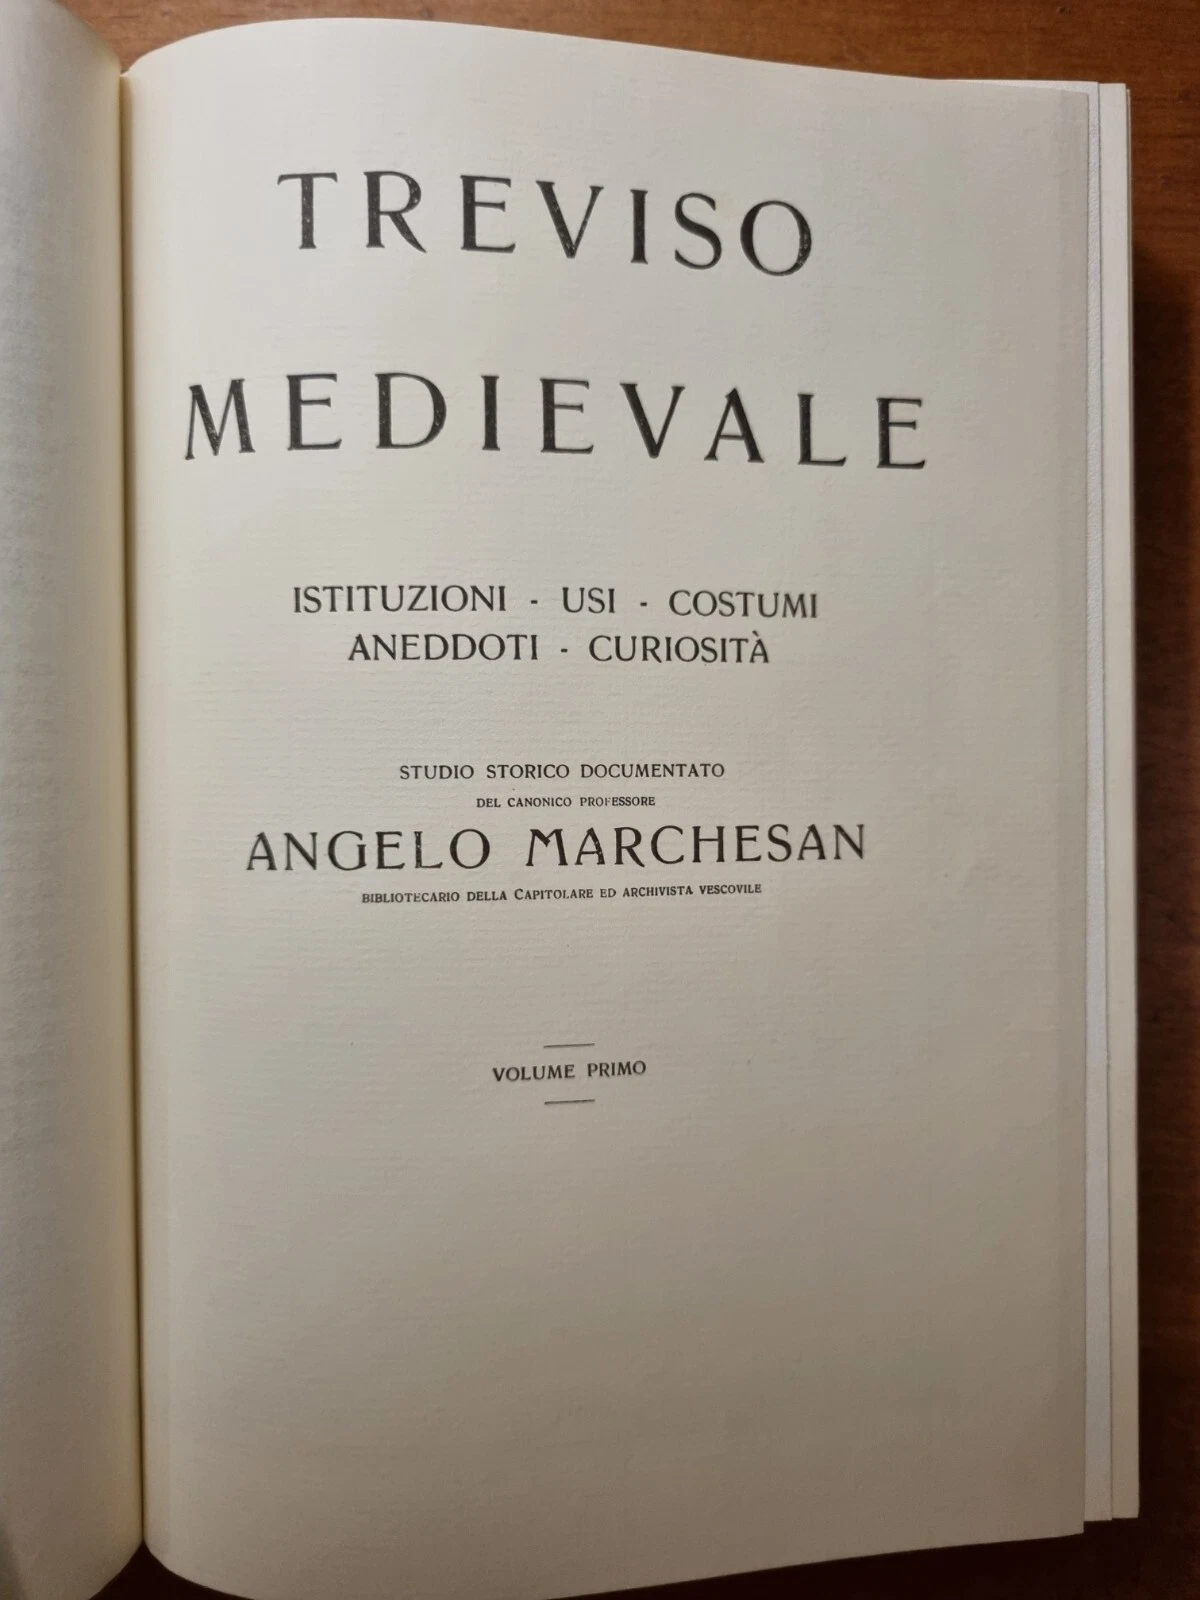 TREVISO
MEDIEVALE
ISTITUZIONI - USI - COSTUMI
ANEDDOTI - CURIOSITÀ
STUDIO STORICO DOCUMENTATO
DEL CANONICO PROFESSORE
ANGELO MARCHESAN
BIBLIOTECARIO DELLA CAPITOLARE ED ARCHIVISTA VESCOVILE
VOLUME PRIMO